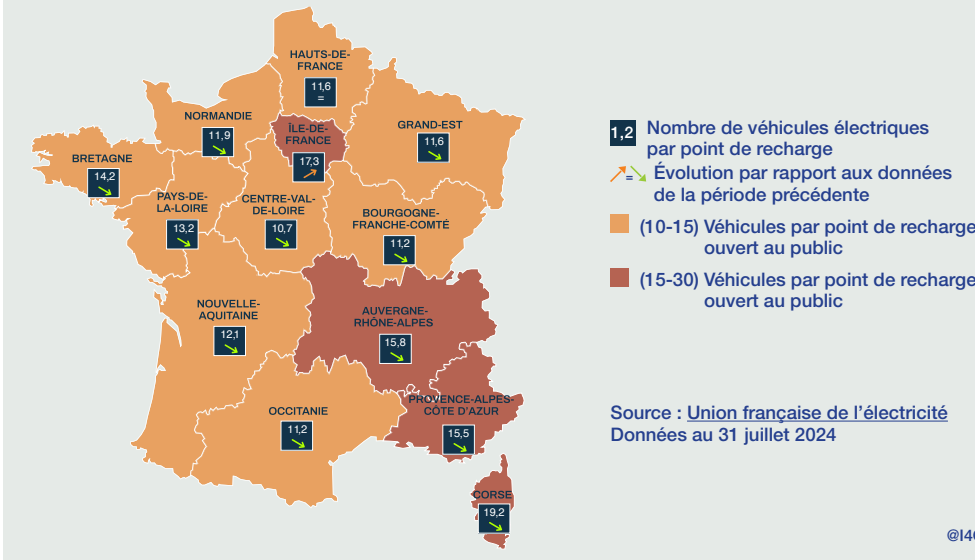 HAUTS-DE-
FRANCE
11,6
=
NORMANDIE
11,9
ÎLE-DE-
FRANCE
17,3
GRAND-EST
11,6
BRETAGNE
14,2
PAYS-DE-
LA-LOIRE
13,2
CENTRE-VAL-
DE-LOIRE
10,7
BOURGOGNE-
FRANCHE-COMTÉ
11,2
NOUVELLE-
AQUITAINE
12,1
AUVERGNE-
RHÔNE-ALPES
15,8
OCCITANIE
11,2
PROVENCE-ALPES-
CÔTE D'AZUR
15,5
CORSE
19,2
1,2 Nombre de véhicules électriques
par point de recharge
= Évolution par rapport aux données
de la période précédente
(10-15) Véhicules par point de recharge
ouvert au public
(15-30) Véhicules par point de recharge
ouvert au public
Source : Union française de l’électricité
Données au 31 juillet 2024